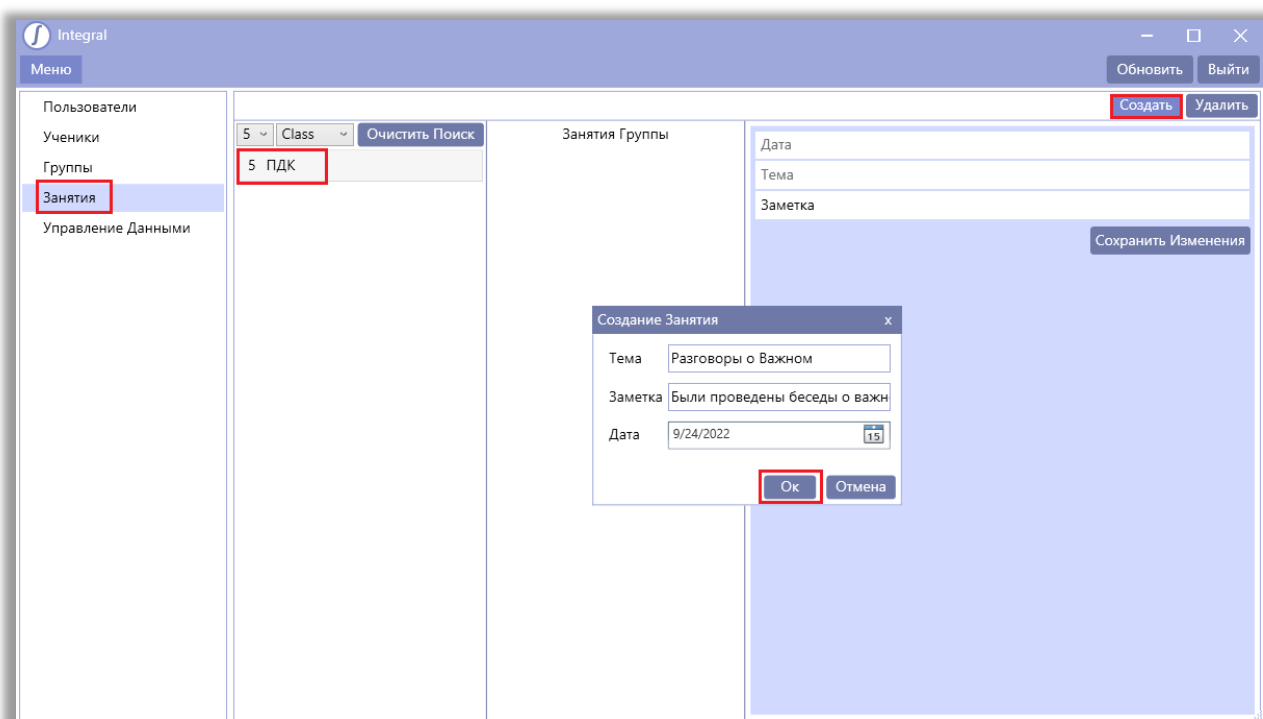 Integral
Меню
Обновить Выйти
Пользователи
Ученики
Группы
Занятия
Управление Данными
Создать Удалить
5 Class Очистить Поиск
5 ПДК
Занятия Группы
Дата
Тема
Заметка
Сохранить Изменения
Создание Занятия x
Тема Разговоры о Важном
Заметка Были проведены беседы о важн
Дата 9/24/2022 15
Ок Отмена